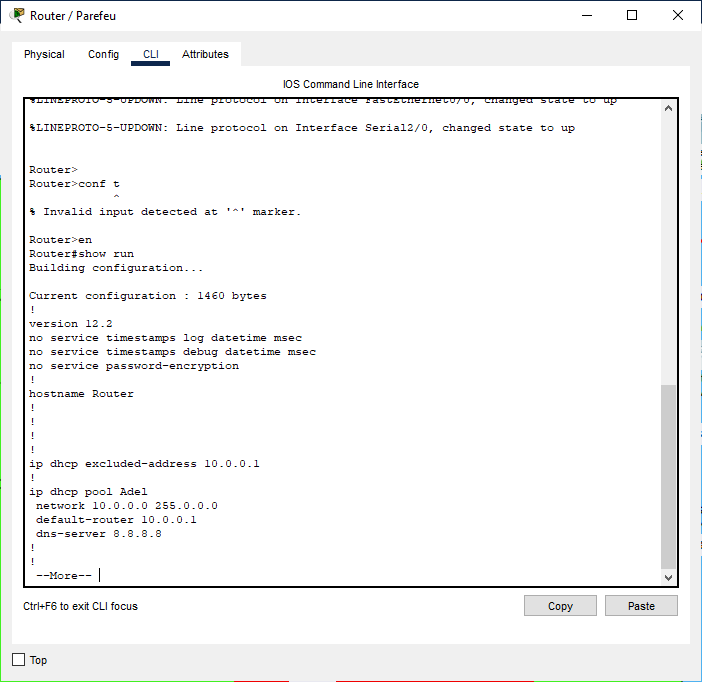 Router / Parefeu
Physical Config CLI Attributes
IOS Command Line Interface
%LINEPROTO-5-UPDOWN: Line protocol on Interface FastEthernet0/0, changed state to up
%LINEPROTO-5-UPDOWN: Line protocol on Interface Serial2/0, changed state to up
Router>
Router>conf t
^
% Invalid input detected at '^' marker.
Router>en
Router#show run
Building configuration...
Current configuration : 1460 bytes
!
version 12.2
no service timestamps log datetime msec
no service timestamps debug datetime msec
no service password-encryption
!
hostname Router
!
!
!
!
ip dhcp excluded-address 10.0.0.1
!
ip dhcp pool Adel
network 10.0.0.0 255.0.0.0
default-router 10.0.0.1
dns-server 8.8.8.8
!
!
--More--
Ctrl+F6 to exit CLI focus
Copy Paste
Top